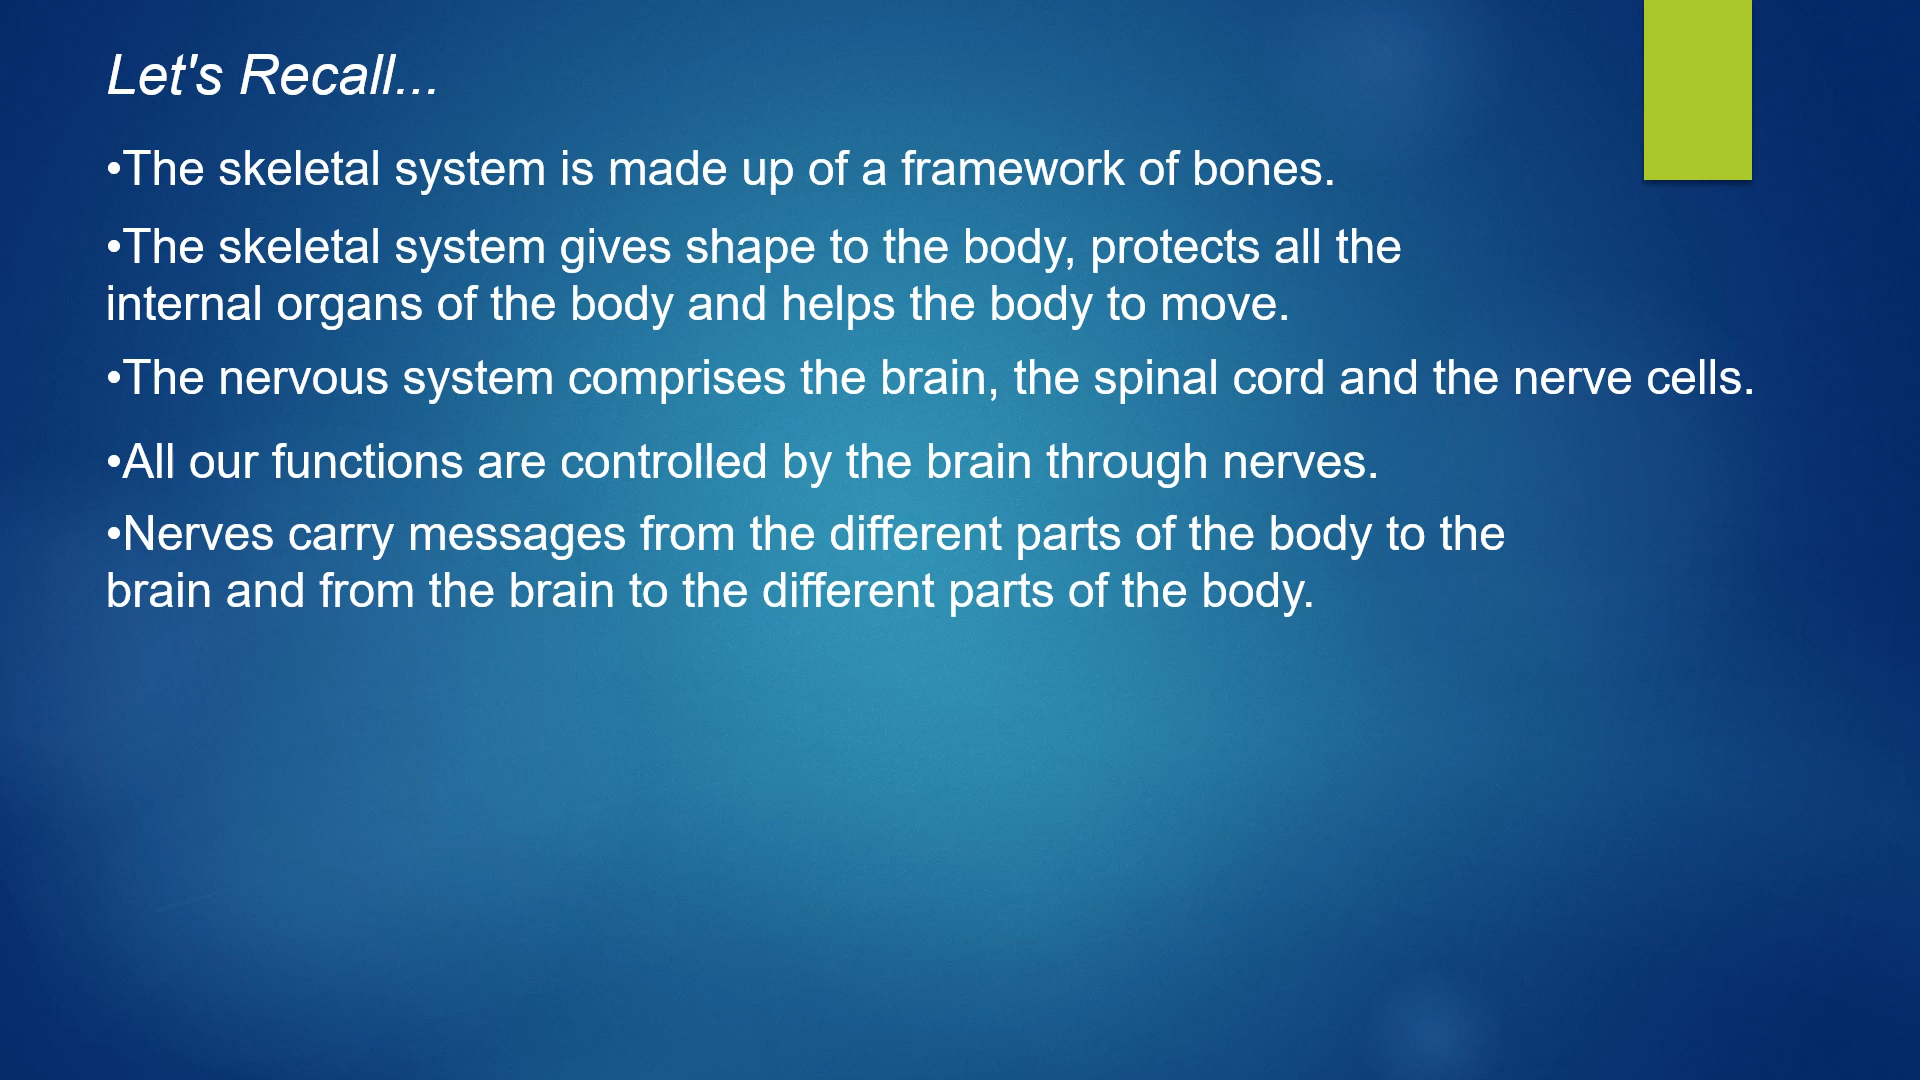 Let's Recall...
•The skeletal system is made up of a framework of bones.
•The skeletal system gives shape to the body, protects all the
internal organs of the body and helps the body to move.
•The nervous system comprises the brain, the spinal cord and the nerve cells.
•All our functions are controlled by the brain through nerves.
•Nerves carry messages from the different parts of the body to the
brain and from the brain to the different parts of the body.